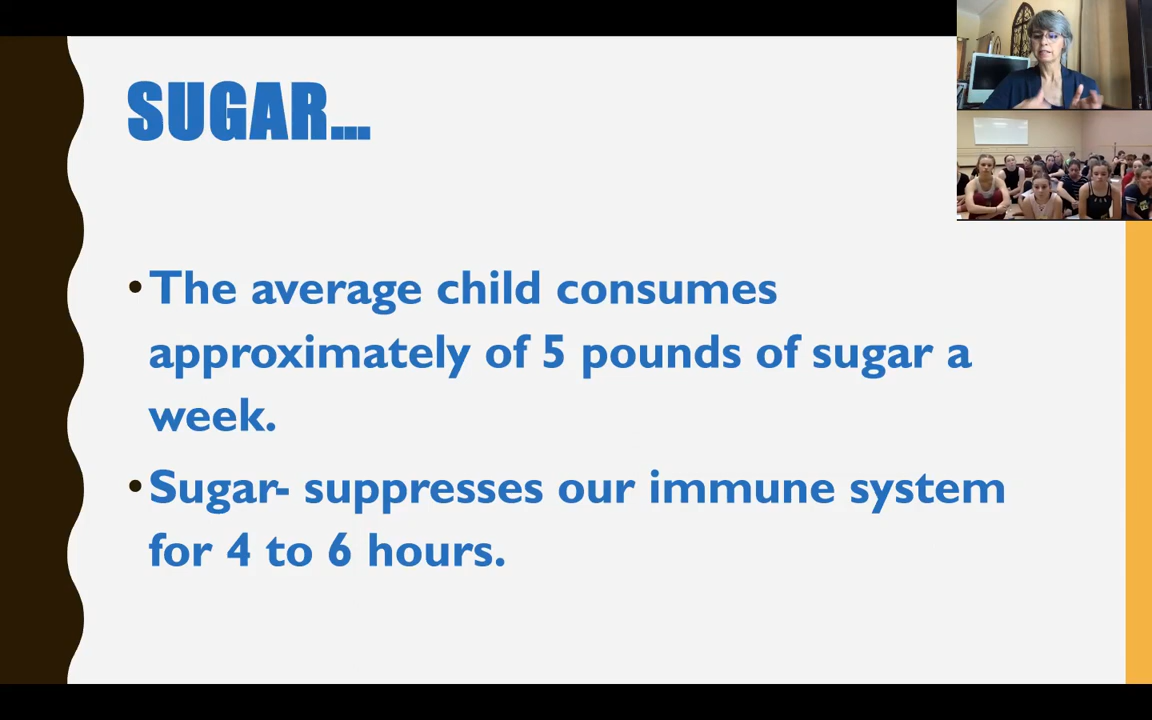 SUGAR...
•The average child consumes
approximately of 5 pounds of sugar a
week.
•Sugar- suppresses our immune system
for 4 to 6 hours.